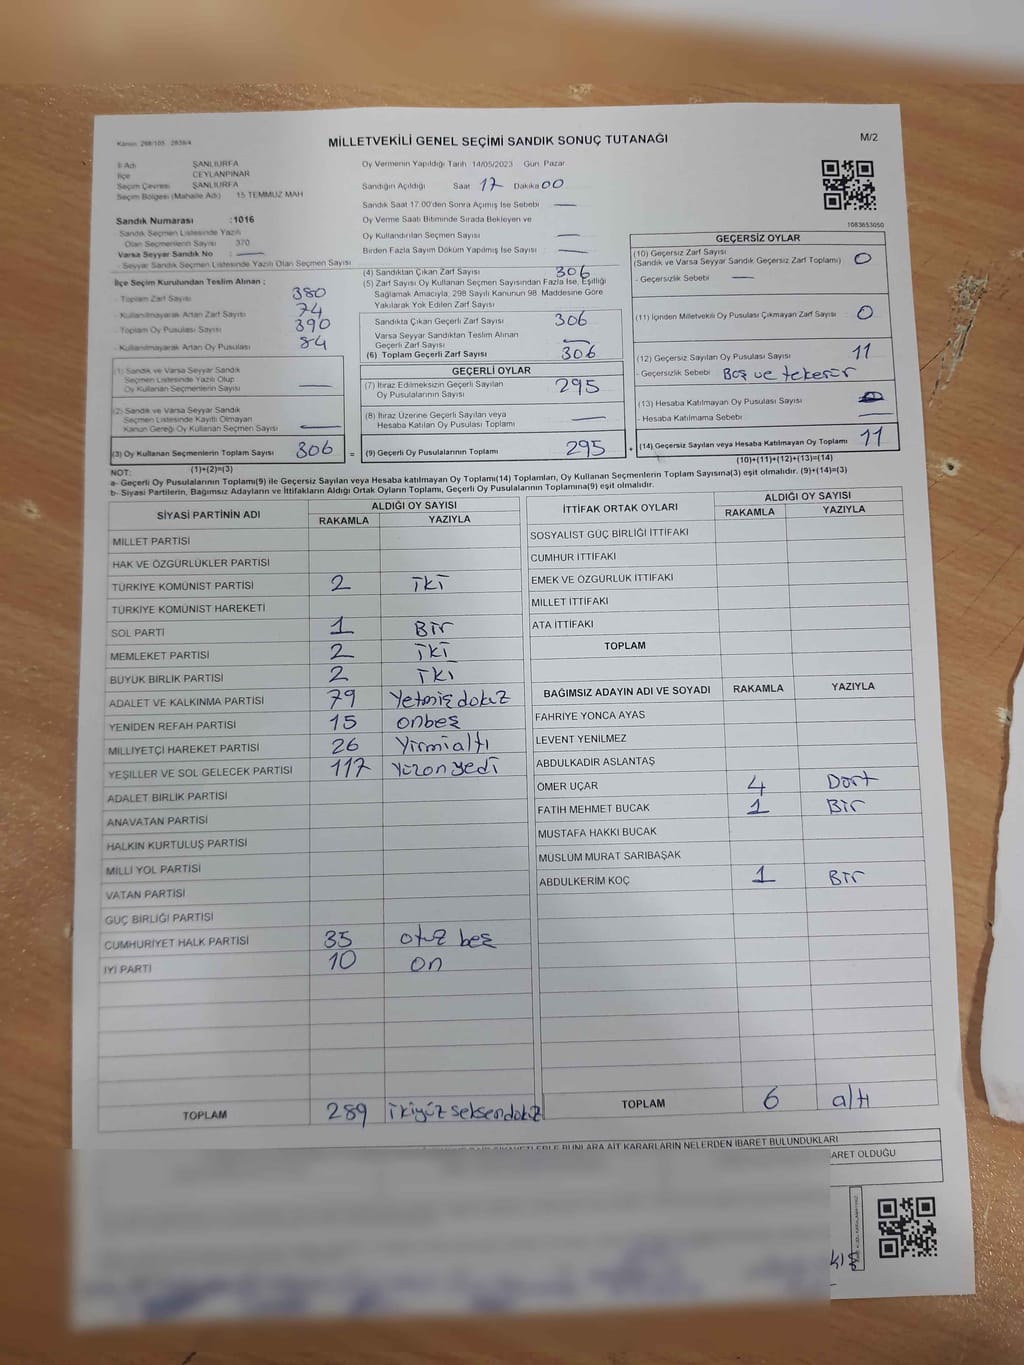 Kanun 298/105 2839/4
MİLLETVEKİLİ GENEL SEÇİMİ SANDIK SONUÇ TUTANAĞI
M/2
İl Adı ŞANLIURFA
İlçe CEYLANPINAR
Seçim Çevresi ŞANLIURFA
Seçim Bölgesi (Mahalle Adı) 15 TEMMUZ MAH
Sandık Numarası :1016
- Sandık Seçmen Listesinde Yazılı
Olan Seçmenlerin Sayısı 370
Varsa Seyyar Sandık No :
- Seyyar Sandık Seçmen Listesinde Yazılı Olan Seçmen Sayısı
Oy Vermenin Yapıldığı Tarih 14/05/2023 Gün Pazar
Sandığın Açıldığı Saat 17 Dakika 00
Sandık Saat 17:00'den Sonra Açımış İse Sebebi
Oy Verme Saati Bitiminde Sırada Bekleyen ve
Oy Kullandırılan Seçmen Sayısı
Birden Fazla Sayım Döküm Yapılmış İse Sayısı :
1083653050
İlçe Seçim Kurulundan Teslim Alınan ;
- Toplam Zarf Sayısı 380
- Kullanılmayarak Artan Zarf Sayısı 74
- Toplam Oy Pusulası Sayısı 390
- Kullanılmayarak Artan Oy Pusulası 84
(1) Sandık ve Varsa Seyyar Sandık
Seçmen Listesinde Yazılı Olup
Oy Kullanan Seçmen Sayısı
(2) Sandık ve Varsa Seyyar Sandık
Seçmen Listesinde Kayıtlı Olmayan
Kanun Gereği Oy Kullanan Seçmen Sayısı
(3) Oy Kullanan Seçmenlerin Toplam Sayısı 306
(4) Sandıktan Çıkan Zarf Sayısı 306
(5) Zarf Sayısı Oy Kullanan Seçmen Sayısından Fazla İse, Eşitliği
Sağlamak Amacıyla, 298 Sayılı Kanunun 98. Maddesine Göre
Yakılarak Yok Edilen Zarf Sayısı
Sandıkta Çıkan Geçerli Zarf Sayısı 306
Varsa Seyyar Sandıktan Teslim Alınan
Geçerli Zarf Sayısı
(6) Toplam Geçerli Zarf Sayısı 306
GEÇERLİ OYLAR
(7) İtiraz Edilmeksizin Geçerli Sayılan
Oy Pusulalarının Sayısı 295
(8) İtiraz Üzerine Geçerli Sayılan veya
Hesaba Katılan Oy Pusulası Toplamı
= (9) Geçerli Oy Pusulalarının Toplamı 295 +
GEÇERSİZ OYLAR
(10) Geçersiz Zarf Sayısı
(Sandık ve Varsa Seyyar Sandık Geçersiz Zarf Toplamı) 0
- Geçersizlik Sebebi
(11) İçinden Milletvekili Oy Pusulası Çıkmayan Zarf Sayısı 0
(12) Geçersiz Sayılan Oy Pusulası Sayısı 11
- Geçersizlik Sebebi Boş ve tekerür
(13) Hesaba Katılmayan Oy Pusulası Sayısı
- Hesaba Katılmama Sebebi
(14) Geçersiz Sayılan veya Hesaba Katılmayan Oy Toplamı 11
(1)+(2)=(3)
(10)+(11)+(12)+(13)=(14)
NOT:
a- Geçerli Oy Pusulalarının Toplamı(9) ile Geçersiz Sayılan veya Hesaba katılmayan Oy Toplamı(14) Toplamları, Oy Kullanan Seçmenlerin Toplam Sayısına(3) eşit olmalıdır. (9)+(14)=(3)
b- Siyasi Partilerin, Bağımsız Adayların ve İttifakların Aldığı Ortak Oyların Toplamı, Geçerli Oy Pusulalarının Toplamına(9) eşit olmalıdır.
SİYASİ PARTİNİN ADI ALDIĞI OY SAYISI
RAKAMLA YAZIYLA
MİLLET PARTİSİ
HAK VE ÖZGÜRLÜKLER PARTİSİ
TÜRKİYE KOMÜNİST PARTİSİ 2 İKİ
TÜRKİYE KOMÜNİST HAREKETİ
SOL PARTİ 1 Bir
MEMLEKET PARTİSİ 2 İKİ
BÜYÜK BİRLİK PARTİSİ 2 İKİ
ADALET VE KALKINMA PARTİSİ 79 Yetmiş dokuz
YENİDEN REFAH PARTİSİ 15 onbeş
MİLLİYETÇİ HAREKET PARTİSİ 26 Yirmialtı
YEŞİLLER VE SOL GELECEK PARTİSİ 117 Yüzonyedi
ADALET BİRLİK PARTİSİ
ANAVATAN PARTİSİ
HALKIN KURTULUŞ PARTİSİ
MİLLİ YOL PARTİSİ
VATAN PARTİSİ
GÜÇ BİRLİĞİ PARTİSİ
CUMHURİYET HALK PARTİSİ 35 otuz beş
İYİ PARTİ 10 on
TOPLAM 289 ikiyüz seksendokuz
İTTİFAK ORTAK OYLARI ALDIĞI OY SAYISI
RAKAMLA YAZIYLA
SOSYALİST GÜÇ BİRLİĞİ İTTİFAKI
CUMHUR İTTİFAKI
EMEK VE ÖZGÜRLÜK İTTİFAKI
MİLLET İTTİFAKI
ATA İTTİFAKI
TOPLAM
BAĞIMSIZ ADAYIN ADI VE SOYADI RAKAMLA YAZIYLA
FAHRİYE YONCA AYAS
LEVENT YENİLMEZ
ABDULKADİR ASLANTAŞ
ÖMER UÇAR 4 Dört
FATİH MEHMET BUCAK 1 Bir
MUSTAFA HAKKI BUCAK
MÜSLÜM MURAT SARIBAŞAK
ABDULKERİM KOÇ 1 Bir
TOPLAM 6 altı
BUNLARA AİT KARARLARIN NELERDEN İBARET BULUNDUKLARI
BARET OLDUĞU